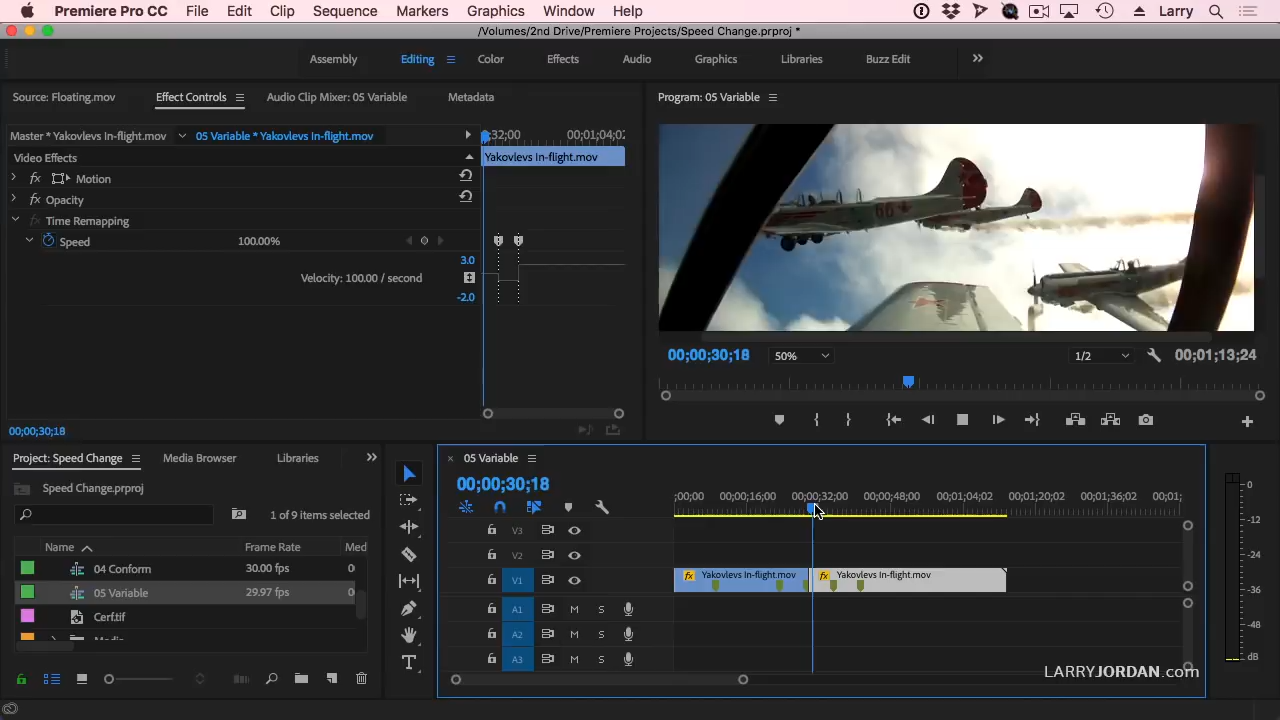 Premiere Pro CC File Edit Clip Sequence Markers Graphics Window Help Larry
/Volumes/2nd Drive/Premiere Projects/Speed Change.prproj *
Assembly Editing Color Effects Audio Graphics Libraries Buzz Edit
Source: Floating.mov Effect Controls Audio Clip Mixer: 05 Variable Metadata
Program: 05 Variable
Master * Yakovlevs In-flight.mov 05 Variable * Yakovlevs In-flight.mov
;32;00 00;01;04;02
Video Effects
Yakovlevs In-flight.mov
fx Motion
fx Opacity
fx Time Remapping
Speed 100.00%
3.0
Velocity: 100.00 / second
-2.0
66
00;00;30;18 50% 1/2 00;01;13;24
00;00;30;18
Project: Speed Change Media Browser Libraries
Speed Change.prproj
1 of 9 items selected
Name Frame Rate Med
04 Conform 30.00 fps 0
05 Variable 29.97 fps 0
Cerf.tif
05 Variable
00;00;30;18
;00;00 00;00;16;00 00;00;32;00 00;00;48;00 00;01;04;02 00;01;20;02 00;01;36;02 00;01;
V3
V2
V1 fx Yakovlevs In-flight.mov fx Yakovlevs In-flight.mov
A1 M S
A2 M S
A3 M S
0
-12
-24
-36
-48
dB
LARRYJORDAN.com